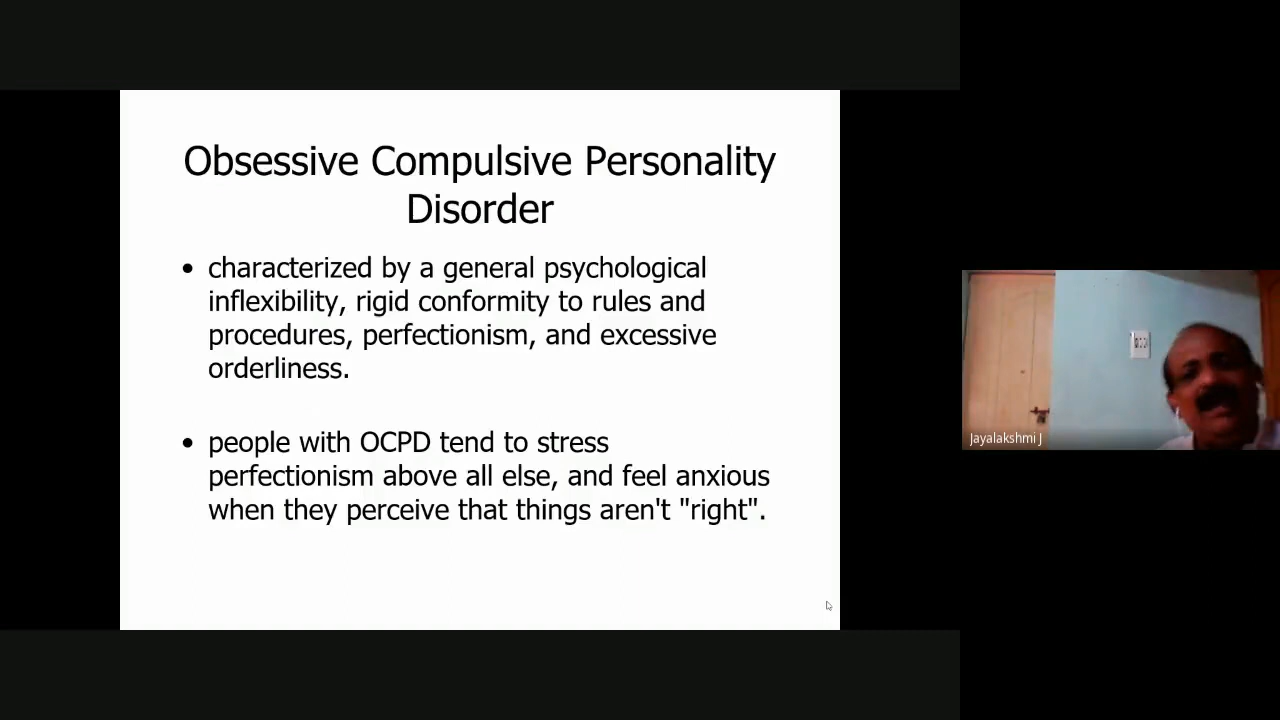 Obsessive Compulsive Personality
Disorder
• characterized by a general psychological
inflexibility, rigid conformity to rules and
procedures, perfectionism, and excessive
orderliness.
• people with OCPD tend to stress
perfectionism above all else, and feel anxious
when they perceive that things aren't "right".
Jayalakshmi J